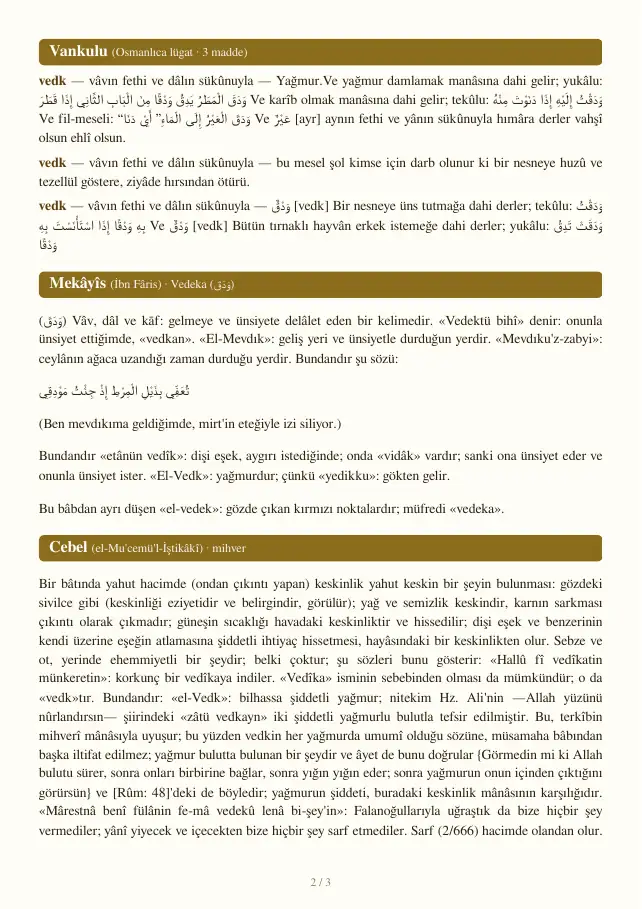 Vankulu (Osmanlıca lügat · 3 madde)
vedk — vâvın fethi ve dâlın sükûnuyla — Yağmur.Ve yağmur damlamak manâsına dahi gelir; yukâlu:
وَدَقَ الْمَطَرُ يَدِقُ وَدْقًا مِنَ الْبَابِ الثَّانِي إِذَا قَطَرَ Ve karîb olmak manâsına dahi gelir; tekûlu: وَدَقْتُ إِلَيْهِ إِذَا دَنَوْتَ مِنْهُ
Ve fil-meseli: “وَدَقَ الْعَيْرُ إِلَى الْمَاءِ” أَيْ دَنَا Ve عَيْرٌ [ayr] aynın fethi ve yânın sükûnuyla hımâra derler vahşî
olsun ehlî olsun.
vedk — vâvın fethi ve dâlın sükûnuyla — bu mesel şol kimse için darb olunur ki bir nesneye huzû ve
tezellül göstere, ziyâde hırsından ötürü.
vedk — vâvın fethi ve dâlın sükûnuyla — وَدْقٌ [vedk] Bir nesneye üns tutmağa dahi derler; tekûlu: وَدَقْتُ
بِهِ وَدْقًا إِذَا اسْتَأْنَسْتَ بِهِ Ve وَدْقٌ [vedk] Bütün tırnaklı hayvân erkek istemeğe dahi derler; yukâlu: وَدَقَتْ تَدِقُ
وَدْقًا
Mekâyîs (İbn Fâris) · Vedeka (وَدَقَ)
(وَدَقَ) Vâv, dâl ve kāf: gelmeye ve ünsiyete delâlet eden bir kelimedir. «Vedektü bihî» denir: onunla
ünsiyet ettiğimde, «vedkan». «El-Mevdık»: geliş yeri ve ünsiyetle durduğun yerdir. «Mevdıku'z-zabyi»:
ceylânın ağaca uzandığı zaman durduğu yerdir. Bundandır şu sözü:
تُعَفِّي بِذَيْلِ الْمِرْطِ إِذْ جِئْتُ مَوْدِقِي
(Ben mevdıkıma geldiğimde, mirt'in eteğiyle izi siliyor.)
Bundandır «etânün vedîk»: dişi eşek, aygırı istediğinde; onda «vidâk» vardır; sanki ona ünsiyet eder ve
onunla ünsiyet ister. «El-Vedk»: yağmurdur; çünkü «yedikku»: gökten gelir.
Bu bâbdan ayrı düşen «el-vedek»: gözde çıkan kırmızı noktalardır; müfredi «vedeka».
Cebel (el-Mu'cemü'l-İştikâkî) · mihver
Bir bâtında yahut hacimde (ondan çıkıntı yapan) keskinlik yahut keskin bir şeyin bulunması: gözdeki
sivilce gibi (keskinliği eziyetidir ve belirgindir, görülür); yağ ve semizlik keskindir, karnın sarkması
çıkıntı olarak çıkmadır; güneşin sıcaklığı havadaki keskinliktir ve hissedilir; dişi eşek ve benzerinin
kendi üzerine eşeğin atlamasına şiddetli ihtiyaç hissetmesi, hayâsındaki bir keskinlikten olur. Sebze ve
ot, yerinde ehemmiyetli bir şeydir; belki çoktur; şu sözleri bunu gösterir: «Hallû fî vedîkatin
münkeretin»: korkunç bir vedîkaya indiler. «Vedîka» isminin sebebinden olması da mümkündür; o da
«vedk»tır. Bundandır: «el-Vedk»: bilhassa şiddetli yağmur; nitekim Hz. Ali'nin —Allah yüzünü
nûrlandırsın— şiirindeki «zâtü vedkayn» iki şiddetli yağmurlu bulutla tefsir edilmiştir. Bu, terkîbin
mihverî mânâsıyla uyuşur; bu yüzden vedkin her yağmurda umumî olduğu sözüne, müsamaha bâbından
başka iltifat edilmez; yağmur bulutta bulunan bir şeydir ve âyet de bunu doğrular {Görmedin mi ki Allah
bulutu sürer, sonra onları birbirine bağlar, sonra yığın yığın eder; sonra yağmurun onun içinden çıktığını
görürsün} ve [Rûm: 48]'deki de böyledir; yağmurun şiddeti, buradaki keskinlik mânâsının karşılığıdır.
«Mârestnâ benî fülânin fe-mâ vedekû lenâ bi-şey'in»: Falanoğullarıyla uğraştık da bize hiçbir şey
vermediler; yânî yiyecek ve içecekten bize hiçbir şey sarf etmediler. Sarf (2/666) hacimde olandan olur.
2 / 3